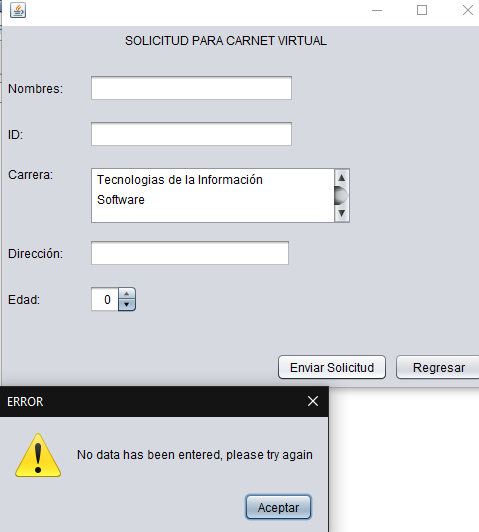 SOLICITUD PARA CARNET VIRTUAL
Nombres:
ID:
Carrera:
Tecnologias de la Información
Software
Dirección:
Edad:
0
Enviar Solicitud
Regresar
ERROR
No data has been entered, please try again
Aceptar